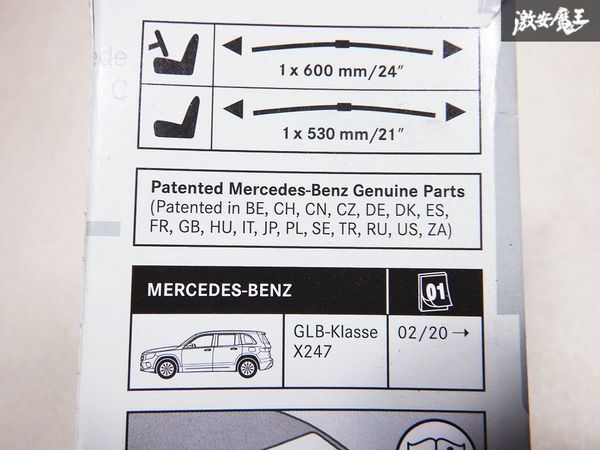 激安魔王
de
C
1 x 600 mm/24"
1 x 530 mm/21"
Patented Mercedes-Benz Genuine Parts
(Patented in BE, CH, CN, CZ, DE, DK, ES,
FR, GB, HU, IT, JP, PL, SE, TR, RU, US, ZA)
MERCEDES-BENZ
01
GLB-Klasse
X247
02/20 →